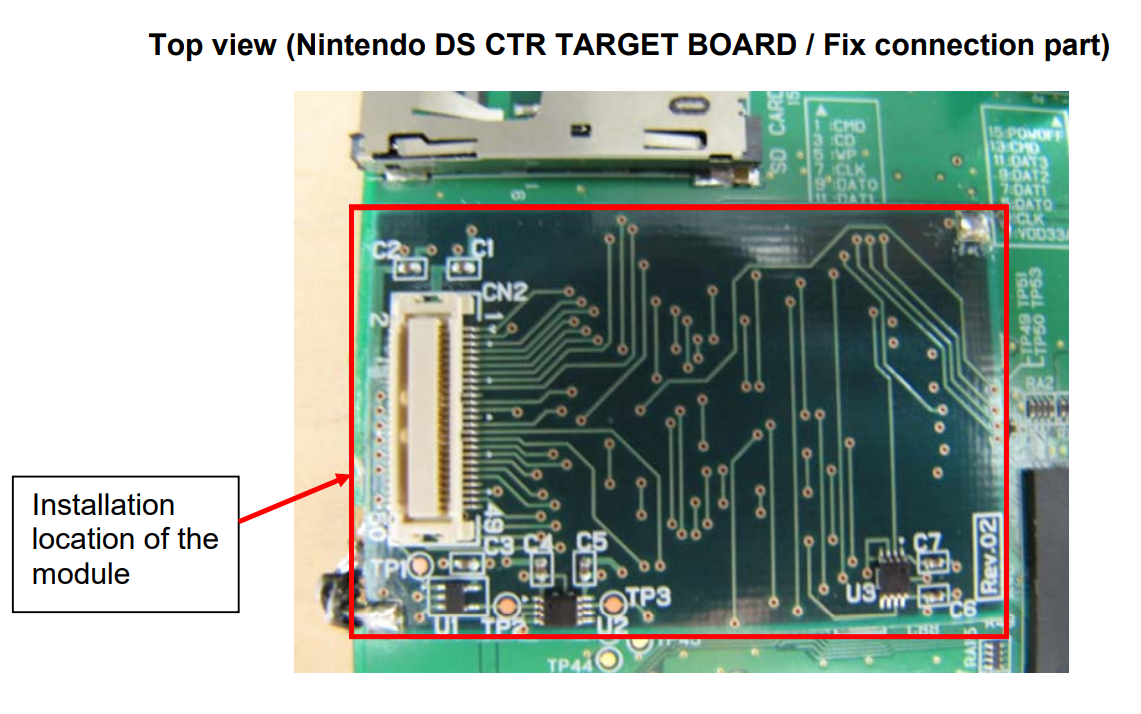 Top view (Nintendo DS CTR TARGET BOARD / Fix connection part)
SD CARD
1 :CMD
3 :CD
5 :WP
7 :CLK
9 :DAT0
11 :DAT1
15:POWOFF
13:CMD
11:DAT3
9:DAT2
7:DAT1
:DAT0
:CLK
:VDD33
C2
C1
CN2
2
1
TP49 TP51
TP50 TP53
RA2
Installation
location of the
module
49
50
C3
C4
C5
TP1
U1
TP2
U2
TP3
U3
C7
C6
Rev.02
TP44
TP45
RA15